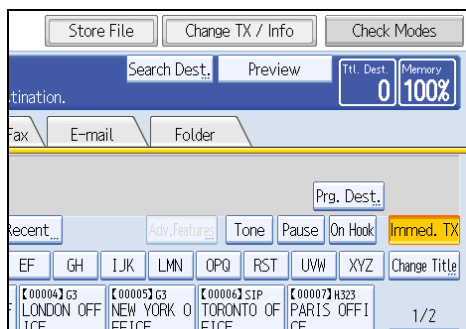 Store File Change TX / Info Check Modes
Search Dest. Preview Ttl. Dest. Memory
tination. 0 100%
Fax E-mail Folder
Prg. Dest.
Recent Adv.Features Tone Pause On Hook Immed. TX
EF GH IJK LMN OPQ RST UVW XYZ Change Title
【00004】G3 【00005】G3 【00006】SIP 【00007】H323
LONDON OFF NEW YORK O TORONTO OF PARIS OFFI 1/2
FFICE FICE CE